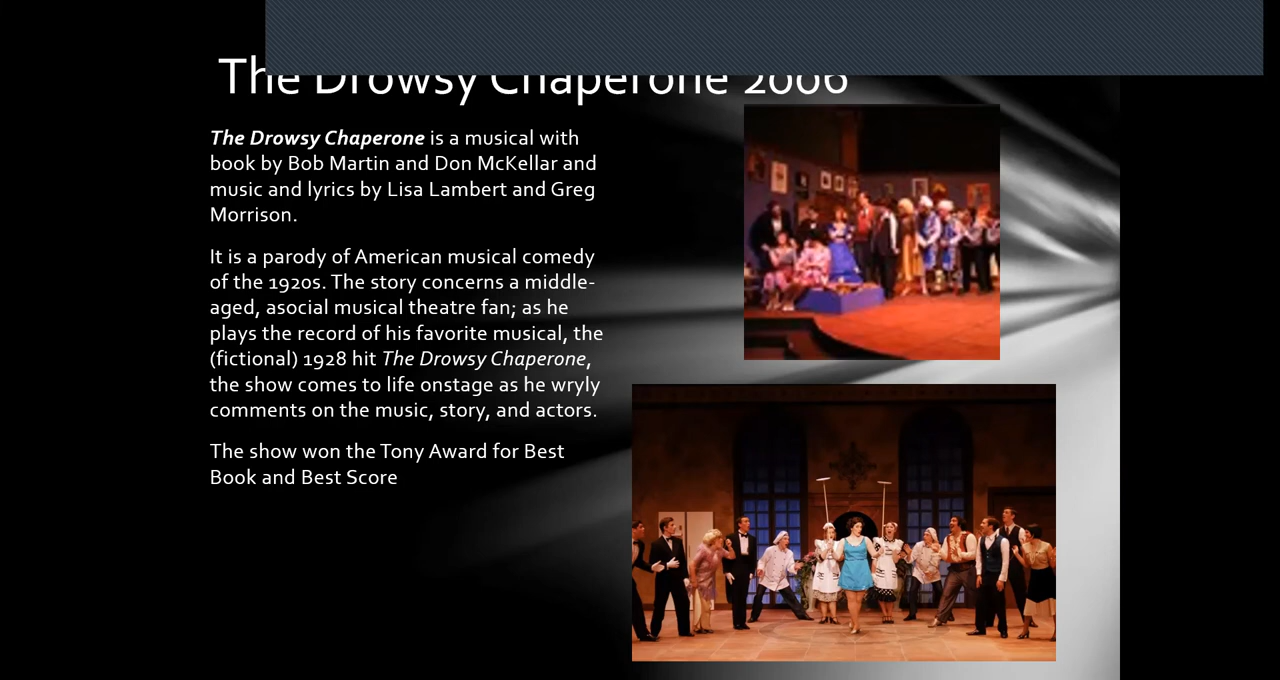 The Drowsy Chaperone 2006
The Drowsy Chaperone is a musical with
book by Bob Martin and Don McKellar and
music and lyrics by Lisa Lambert and Greg
Morrison.
It is a parody of American musical comedy
of the 1920s. The story concerns a middle-
aged, asocial musical theatre fan; as he
plays the record of his favorite musical, the
(fictional) 1928 hit The Drowsy Chaperone,
the show comes to life onstage as he wryly
comments on the music, story, and actors.
The show won the Tony Award for Best
Book and Best Score